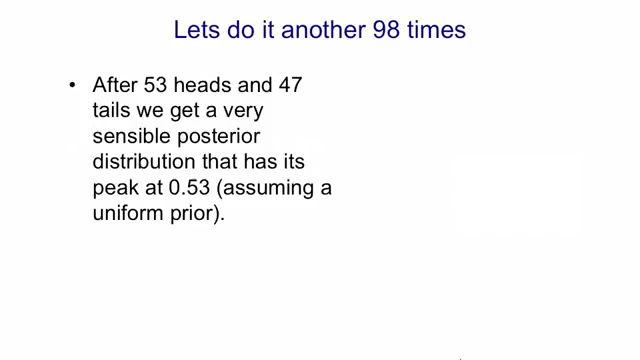 Lets do it another 98 times
• After 53 heads and 47
tails we get a very
sensible posterior
distribution that has its
peak at 0.53 (assuming a
uniform prior).